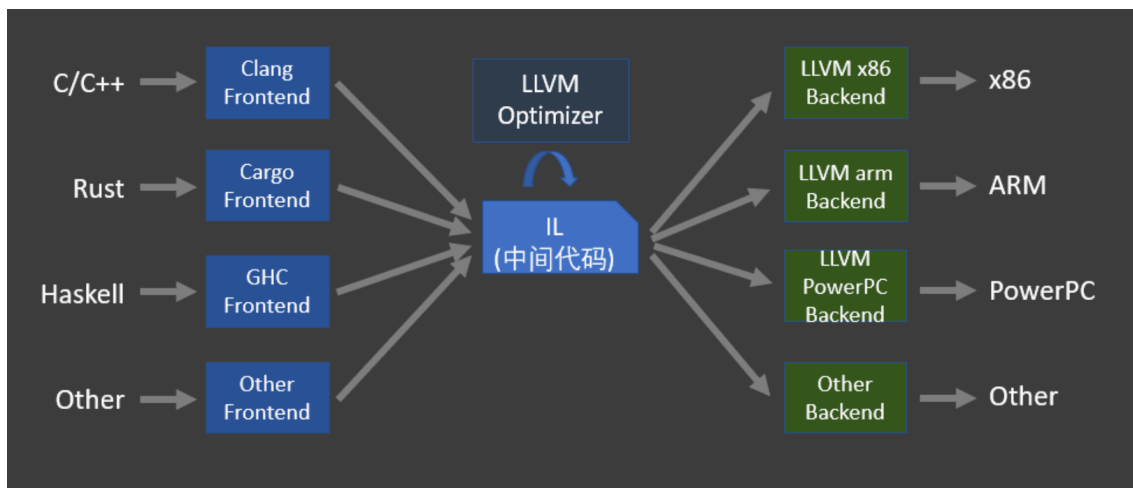 C/C++
Clang
Frontend
LLVM
Optimizer
LLVM x86
Backend
x86
Rust
Cargo
Frontend
LLVM arm
Backend
ARM
IL
(中间代码)
Haskell
GHC
Frontend
LLVM
PowerPC
Backend
PowerPC
Other
Other
Frontend
Other
Backend
Other